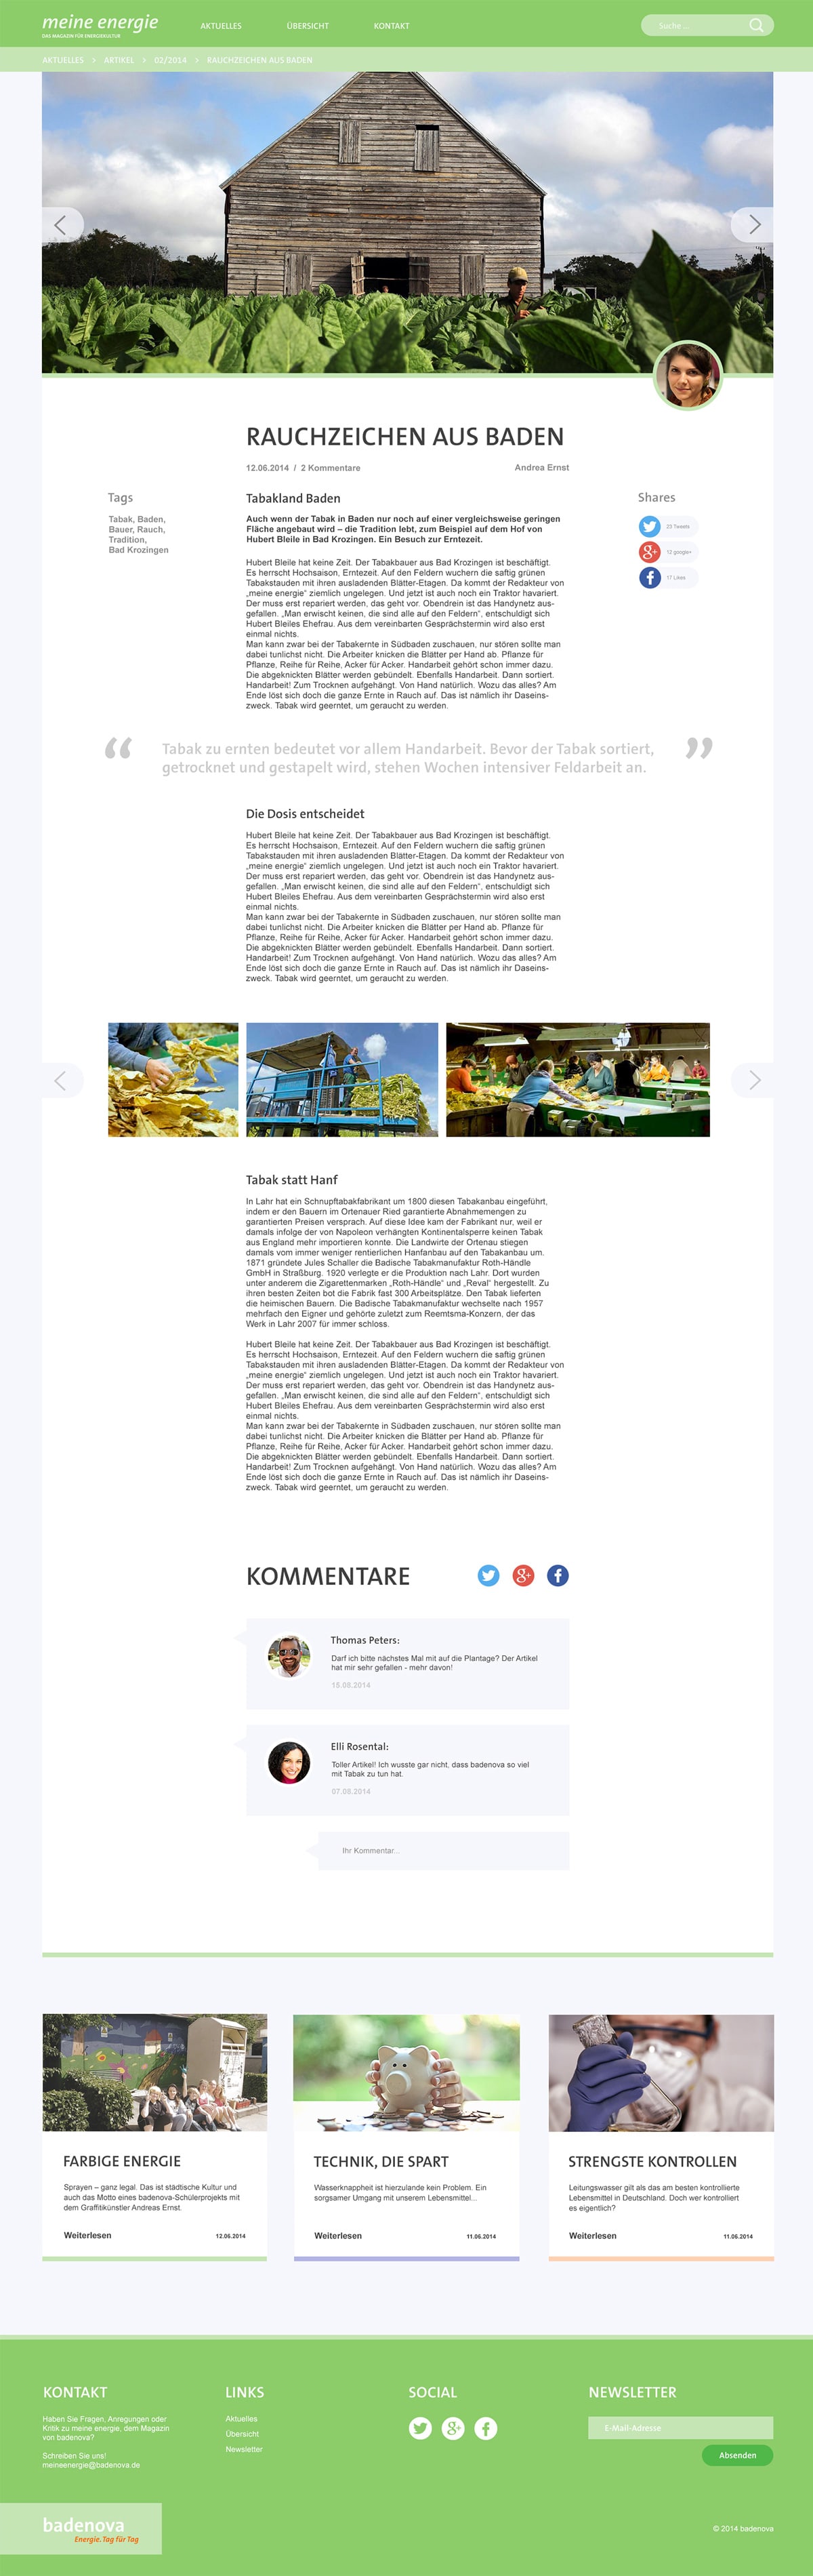 meine energie
DAS MAGAZIN FÜR ENERGIEKULTUR
AKTUELLES
ÜBERSICHT
KONTAKT
Suche ...
AKTUELLES > ARTIKEL > 02/2014 > RAUCHZEICHEN AUS BADEN
RAUCHZEICHEN AUS BADEN
12.06.2014 / 2 Kommentare
Andrea Ernst
Tags
Tabak, Baden,
Bauer, Rauch,
Tradition,
Bad Krozingen
Tabakland Baden
Auch wenn der Tabak in Baden nur noch auf einer vergleichsweise geringen
Fläche angebaut wird – die Tradition lebt, zum Beispiel auf dem Hof von
Hubert Bleile in Bad Krozingen. Ein Besuch zur Erntezeit.
Hubert Bleile hat keine Zeit. Der Tabakbauer aus Bad Krozingen ist beschäftigt.
Es herrscht Hochsaison, Erntezeit. Auf den Feldern wuchern die saftig grünen
Tabakstauden mit ihren ausladenden Blätter-Etagen. Da kommt der Redakteur von
„meine energie“ ziemlich ungelegen. Und jetzt ist auch noch ein Traktor havariert.
Der muss erst repariert werden, das geht vor. Obendrein ist das Handynetz aus-
gefallen. „Man erwischt keinen, die sind alle auf den Feldern“, entschuldigt sich
Hubert Bleiles Ehefrau. Aus dem vereinbarten Gesprächstermin wird also erst
einmal nichts.
Man kann zwar bei der Tabakernte in Südbaden zuschauen, nur stören sollte man
dabei tunlichst nicht. Die Arbeiter knicken die Blätter per Hand ab. Pflanze für
Pflanze, Reihe für Reihe, Acker für Acker. Handarbeit gehört schon immer dazu.
Die abgeknickten Blätter werden gebündelt. Ebenfalls Handarbeit. Dann sortiert.
Handarbeit! Zum Trocknen aufgehängt. Von Hand natürlich. Wozu das alles? Am
Ende löst sich doch die ganze Ernte in Rauch auf. Das ist nämlich ihr Daseins-
zweck. Tabak wird geerntet, um geraucht zu werden.
Shares
23 Tweets
12 google+
17 Likes
“ Tabak zu ernten bedeutet vor allem Handarbeit. Bevor der Tabak sortiert,
getrocknet und gestapelt wird, stehen Wochen intensiver Feldarbeit an. ”
Die Dosis entscheidet
Hubert Bleile hat keine Zeit. Der Tabakbauer aus Bad Krozingen ist beschäftigt.
Es herrscht Hochsaison, Erntezeit. Auf den Feldern wuchern die saftig grünen
Tabakstauden mit ihren ausladenden Blätter-Etagen. Da kommt der Redakteur von
„meine energie“ ziemlich ungelegen. Und jetzt ist auch noch ein Traktor havariert.
Der muss erst repariert werden, das geht vor. Obendrein ist das Handynetz aus-
gefallen. „Man erwischt keinen, die sind alle auf den Feldern“, entschuldigt sich
Hubert Bleiles Ehefrau. Aus dem vereinbarten Gesprächstermin wird also erst
einmal nichts.
Man kann zwar bei der Tabakernte in Südbaden zuschauen, nur stören sollte man
dabei tunlichst nicht. Die Arbeiter knicken die Blätter per Hand ab. Pflanze für
Pflanze, Reihe für Reihe, Acker für Acker. Handarbeit gehört schon immer dazu.
Die abgeknickten Blätter werden gebündelt. Ebenfalls Handarbeit. Dann sortiert.
Handarbeit! Zum Trocknen aufgehängt. Von Hand natürlich. Wozu das alles? Am
Ende löst sich doch die ganze Ernte in Rauch auf. Das ist nämlich ihr Daseins-
zweck. Tabak wird geerntet, um geraucht zu werden.
Tabak statt Hanf
In Lahr hat ein Schnupftabakfabrikant um 1800 diesen Tabakanbau eingeführt,
indem er den Bauern im Ortenauer Ried garantierte Abnahmemengen zu
garantierten Preisen versprach. Auf diese Idee kam der Fabrikant nur, weil er
damals infolge der von Napoleon verhängten Kontinentalsperre keinen Tabak
aus England mehr importieren konnte. Die Landwirte der Ortenau stiegen
damals vom immer weniger rentierlichen Hanfanbau auf den Tabakanbau um.
1871 gründete Jules Schaller die Badische Tabakmanufaktur Roth-Händle
GmbH in Straßburg. 1920 verlegte er die Produktion nach Lahr. Dort wurden
unter anderem die Zigarettenmarken „Roth-Händle“ und „Reval“ hergestellt. Zu
ihren besten Zeiten bot die Fabrik fast 300 Arbeitsplätze. Den Tabak lieferten
die heimischen Bauern. Die Badische Tabakmanufaktur wechselte nach 1957
mehrfach den Eigner und gehörte zuletzt zum Reemtsma-Konzern, der das
Werk in Lahr 2007 für immer schloss.
Hubert Bleile hat keine Zeit. Der Tabakbauer aus Bad Krozingen ist beschäftigt.
Es herrscht Hochsaison, Erntezeit. Auf den Feldern wuchern die saftig grünen
Tabakstauden mit ihren ausladenden Blätter-Etagen. Da kommt der Redakteur von
„meine energie“ ziemlich ungelegen. Und jetzt ist auch noch ein Traktor havariert.
Der muss erst repariert werden, das geht vor. Obendrein ist das Handynetz aus-
gefallen. „Man erwischt keinen, die sind alle auf den Feldern“, entschuldigt sich
Hubert Bleiles Ehefrau. Aus dem vereinbarten Gesprächstermin wird also erst
einmal nichts.
Man kann zwar bei der Tabakernte in Südbaden zuschauen, nur stören sollte man
dabei tunlichst nicht. Die Arbeiter knicken die Blätter per Hand ab. Pflanze für
Pflanze, Reihe für Reihe, Acker für Acker. Handarbeit gehört schon immer dazu.
Die abgeknickten Blätter werden gebündelt. Ebenfalls Handarbeit. Dann sortiert.
Handarbeit! Zum Trocknen aufgehängt. Von Hand natürlich. Wozu das alles? Am
Ende löst sich doch die ganze Ernte in Rauch auf. Das ist nämlich ihr Daseins-
zweck. Tabak wird geerntet, um geraucht zu werden.
KOMMENTARE
Thomas Peters:
Darf ich bitte nächstes Mal mit auf die Plantage? Der Artikel
hat mir sehr gefallen - mehr davon!
15.08.2014
Elli Rosental:
Toller Artikel! Ich wusste gar nicht, dass badenova so viel
mit Tabak zu tun hat.
07.08.2014
Ihr Kommentar...
FARBIGE ENERGIE
Sprayen – ganz legal. Das ist städtische Kultur und
auch das Motto eines badenova-Schülerprojekts mit
dem Graffitikünstler Andreas Ernst.
Weiterlesen
12.06.2014
TECHNIK, DIE SPART
Wasserknappheit ist hierzulande kein Problem. Ein
sorgsamer Umgang mit unserem Lebensmittel...
Weiterlesen
11.06.2014
STRENGSTE KONTROLLEN
Leitungswasser gilt als das am besten kontrollierte
Lebensmittel in Deutschland. Doch wer kontrolliert
es eigentlich?
Weiterlesen
11.06.2014
KONTAKT
Haben Sie Fragen, Anregungen oder
Kritik zu meine energie, dem Magazin
von badenova?
Schreiben Sie uns!
meineenergie@badenova.de
LINKS
Aktuelles
Übersicht
Newsletter
SOCIAL
NEWSLETTER
E-Mail-Adresse
Absenden
badenova
Energie. Tag für Tag
© 2014 badenova